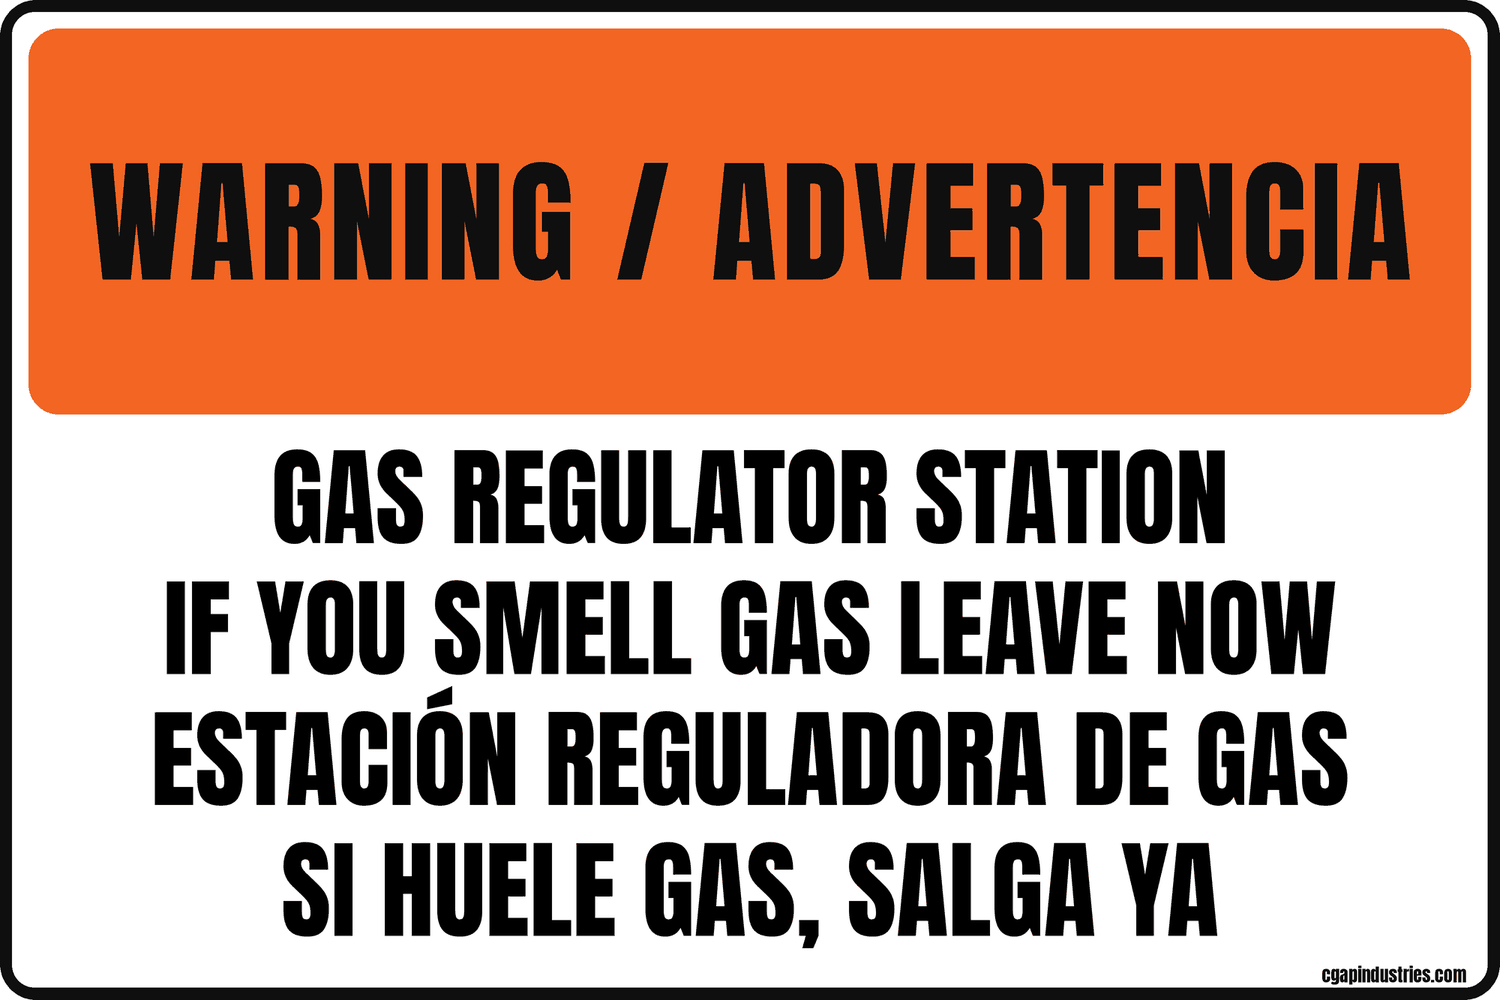 WARNING / ADVERTENCIA
GAS REGULATOR STATION
IF YOU SMELL GAS LEAVE NOW
ESTACIÓN REGULADORA DE GAS
SI HUELE GAS, SALGA YA
cgapindustries.com